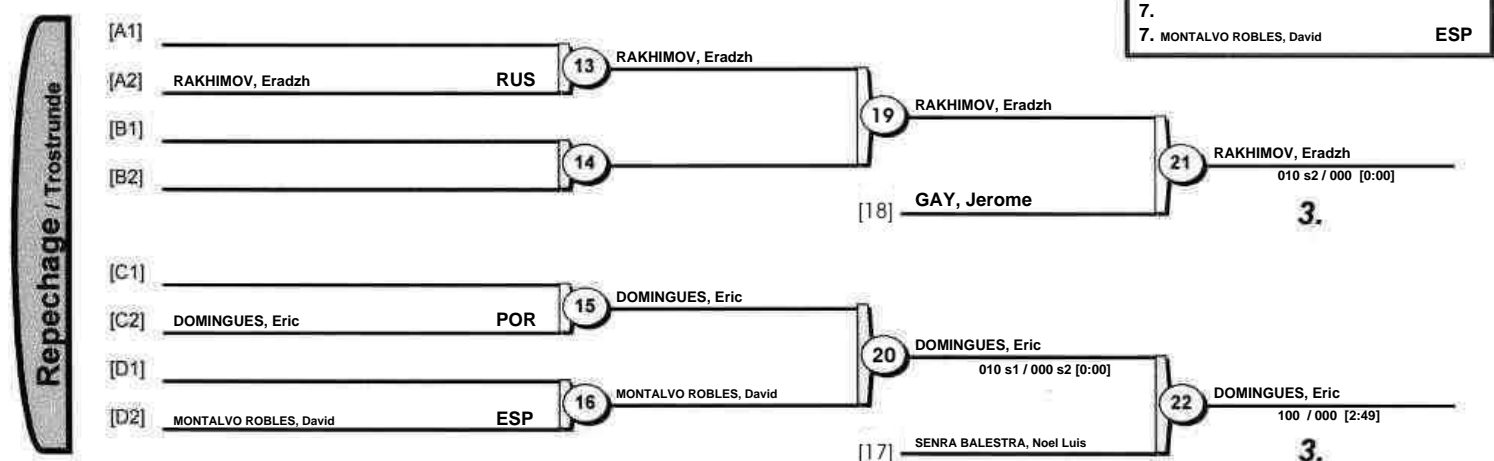 7.
7. MONTALVO ROBLES, David ESP
Repechage / Trostrunde
[A1]
[A2] RAKHIMOV, Eradzh RUS
13
RAKHIMOV, Eradzh
[B1]
[B2]
14
19
RAKHIMOV, Eradzh
[18] GAY, Jerome
21
RAKHIMOV, Eradzh
010 s2 / 000 [0:00]
3.
[C1]
[C2] DOMINGUES, Eric POR
15
DOMINGUES, Eric
[D1]
[D2] MONTALVO ROBLES, David ESP
16
MONTALVO ROBLES, David
20
DOMINGUES, Eric
010 s1 / 000 s2 [0:00]
[17] SENRA BALESTRA, Noel Luis
22
DOMINGUES, Eric
100 / 000 [2:49]
3.